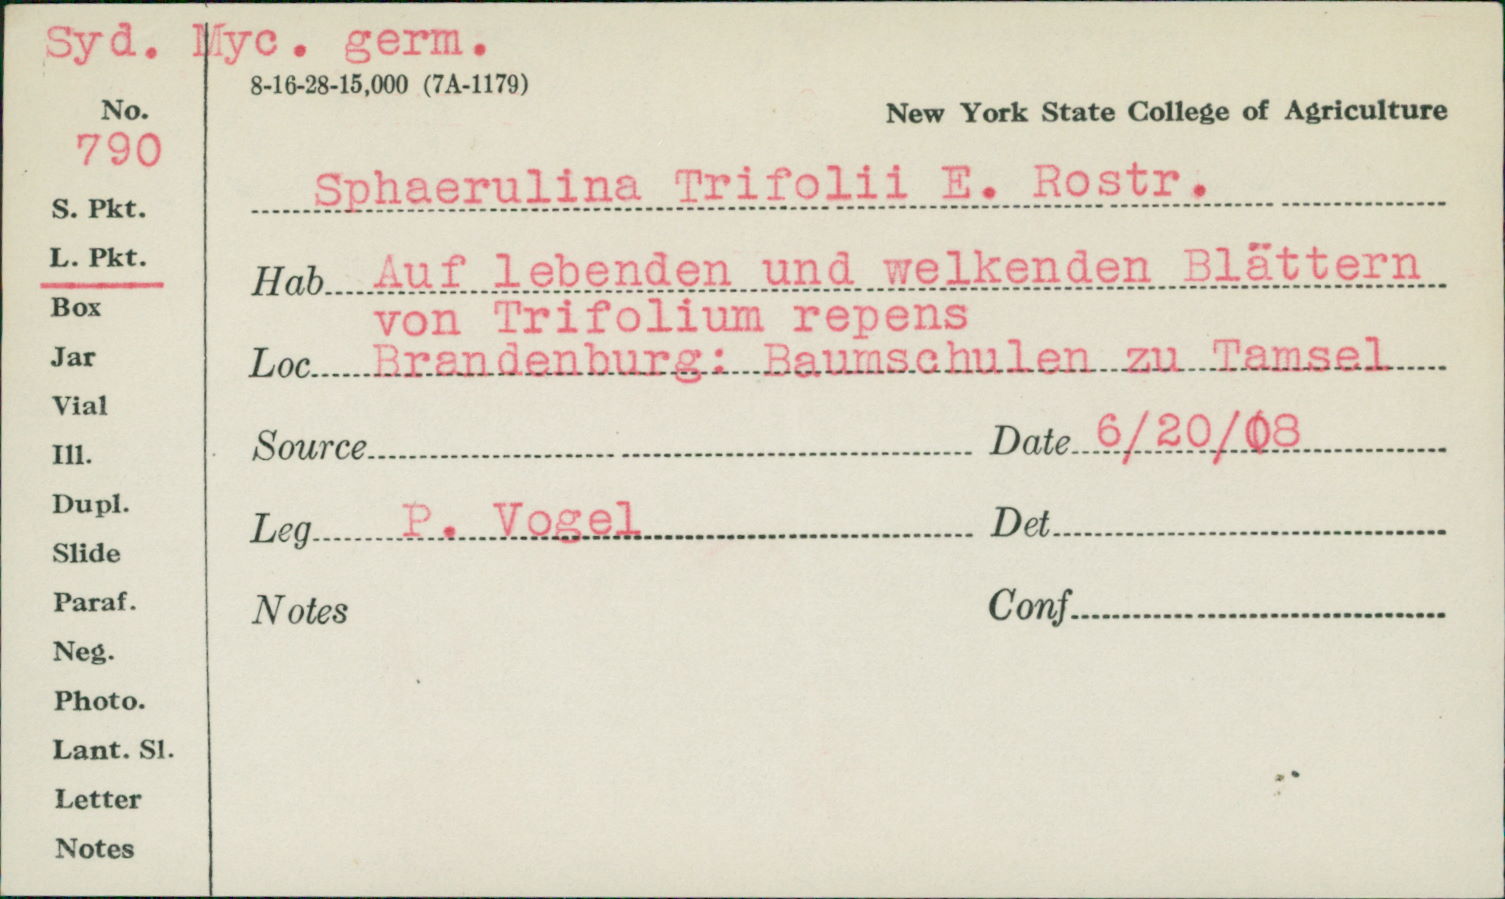 Syd. Myc. germ.
8-16-28-15,000 (7A-1179)
No.
790
New York State College of Agriculture
Sphaerulina Trifolii E. Rostr.
S. Pkt.
L. Pkt.
Hab Auf lebenden und welkenden Blättern
von Trifolium repens
Box
Jar
Loc Brandenburg: Baumschulen zu Tamsel
Vial
Ill.
Source
Date 6/20/08
Dupl.
Leg P. Vogel
Det
Slide
Paraf.
Notes
Conf
Neg.
Photo.
Lant. Sl.
Letter
Notes